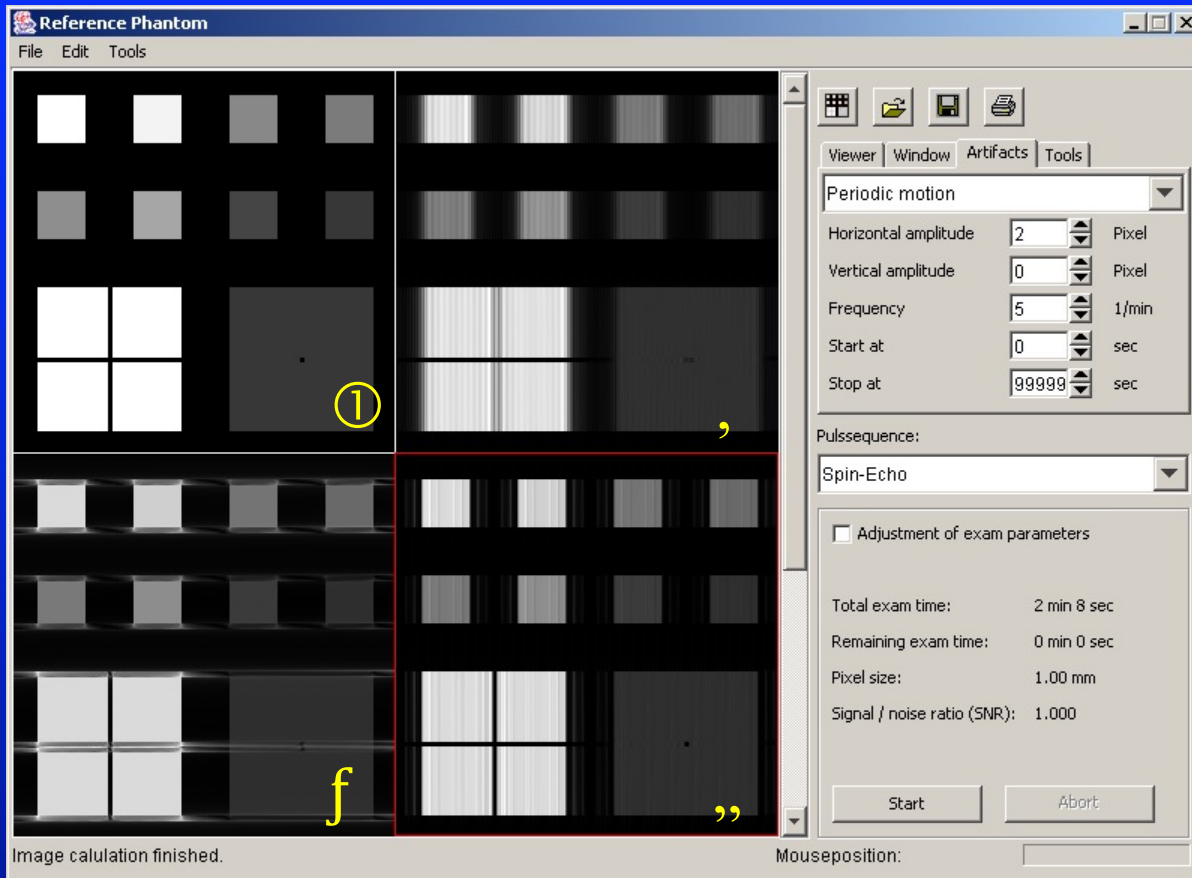 Reference Phantom
File Edit Tools
①
,
ƒ
„
Viewer Window Artifacts Tools
Periodic motion
Horizontal amplitude 2 Pixel
Vertical amplitude 0 Pixel
Frequency 5 1/min
Start at 0 sec
Stop at 99999 sec
Pulssequence:
Spin-Echo
Adjustment of exam parameters
Total exam time: 2 min 8 sec
Remaining exam time: 0 min 0 sec
Pixel size: 1.00 mm
Signal / noise ratio (SNR): 1.000
Start Abort
Image calulation finished. Mouseposition: